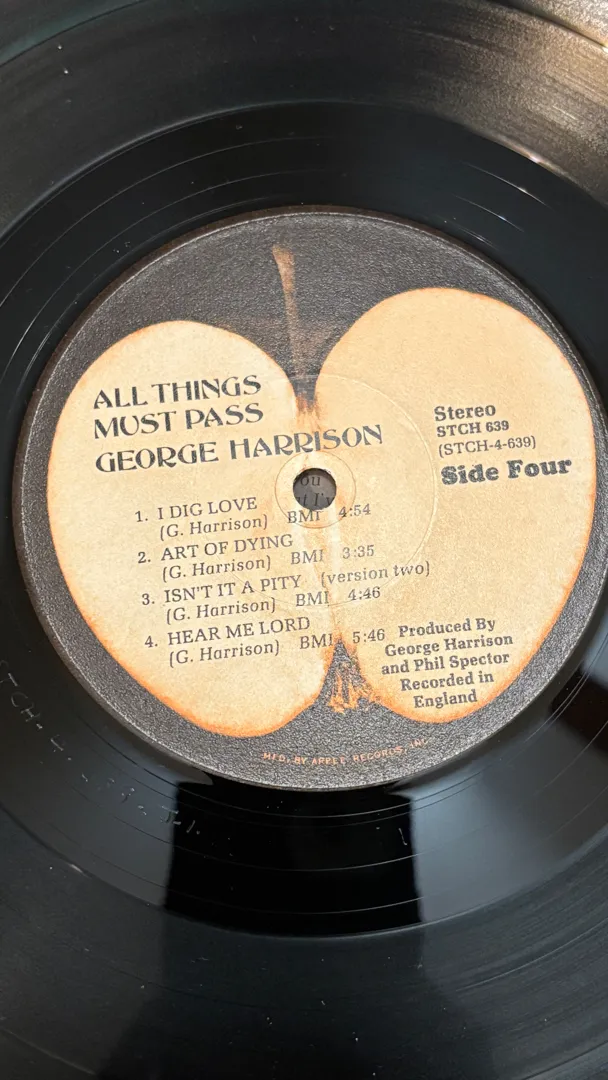 ALL THINGS
MUST PASS
GEORGE HARRISON
Stereo
STCH 639
(STCH-4-639)
Side Four
1. I DIG LOVE
(G. Harrison) BMI 4:54
2. ART OF DYING
(G. Harrison) BMI 3:35
3. ISN'T IT A PITY (version two)
(G. Harrison) BMI 4:46
4. HEAR ME LORD
(G. Harrison) BMI 5:46
Produced By
George Harrison
and Phil Spector
Recorded in
England
MFD. BY APPLE RECORDS, INC.